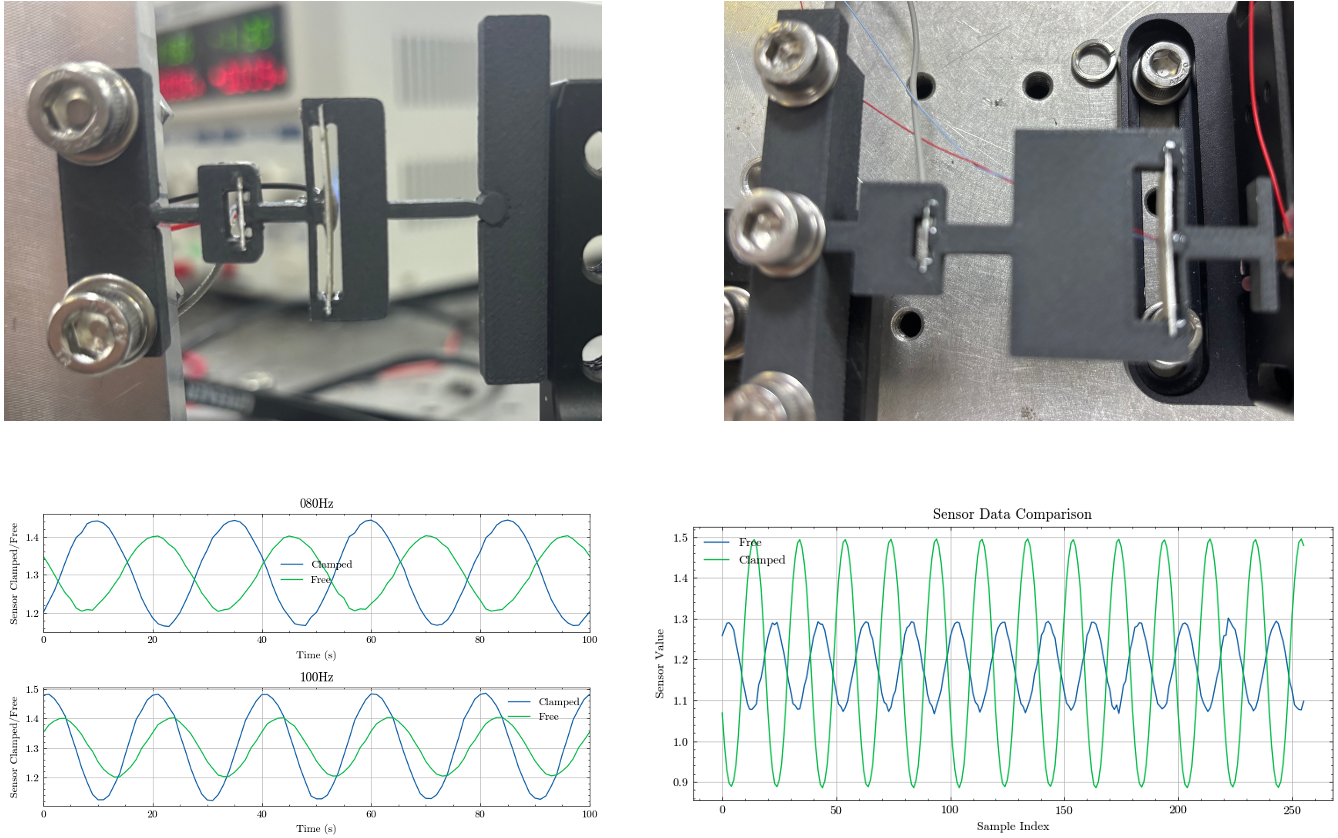 080Hz
Sensor Clamped/Free
1.4
1.3
1.2
Clamped
Free
0 20 40 60 80 100
Time (s)
100Hz
Sensor Clamped/Free
1.5
1.4
1.3
1.2
Clamped
Free
0 20 40 60 80 100
Time (s)
Sensor Data Comparison
Sensor Value
1.5
1.4
1.3
1.2
1.1
1.0
0.9
Free
Clamped
0 50 100 150 200 250
Sample Index